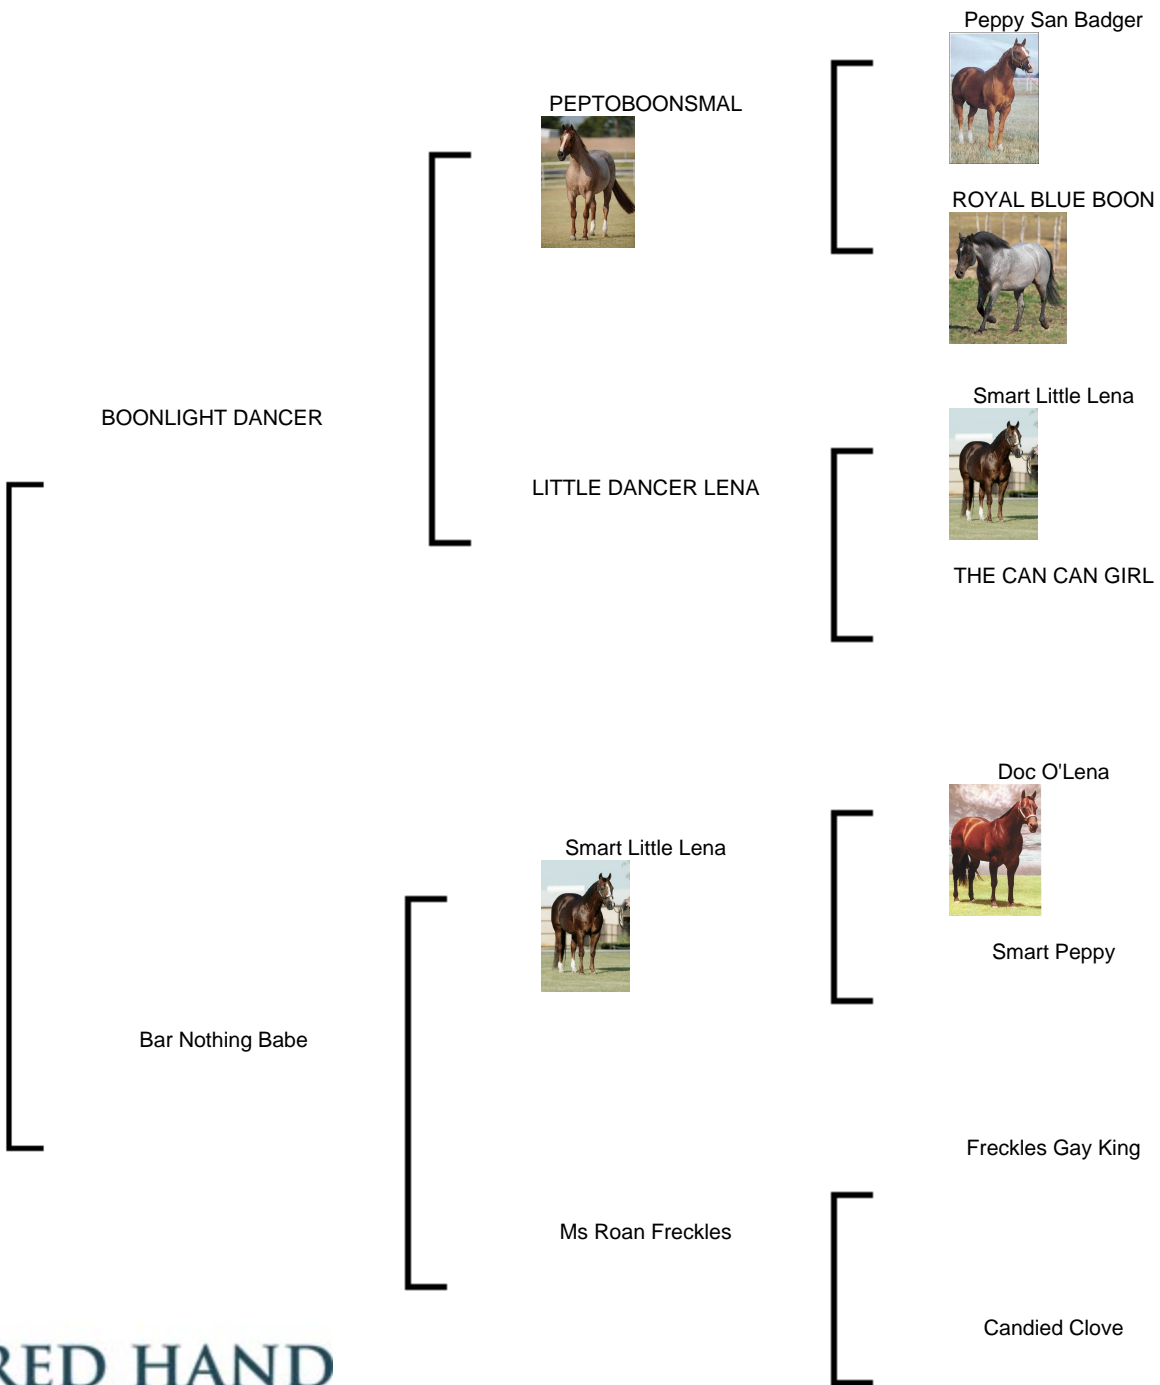 Peppy San Badger
PEPTOBOONSMAL
ROYAL BLUE BOON
BOONLIGHT DANCER
Smart Little Lena
LITTLE DANCER LENA
THE CAN CAN GIRL
Doc O'Lena
Smart Little Lena
Smart Peppy
Bar Nothing Babe
Freckles Gay King
Ms Roan Freckles
Candied Clove
RED HAND